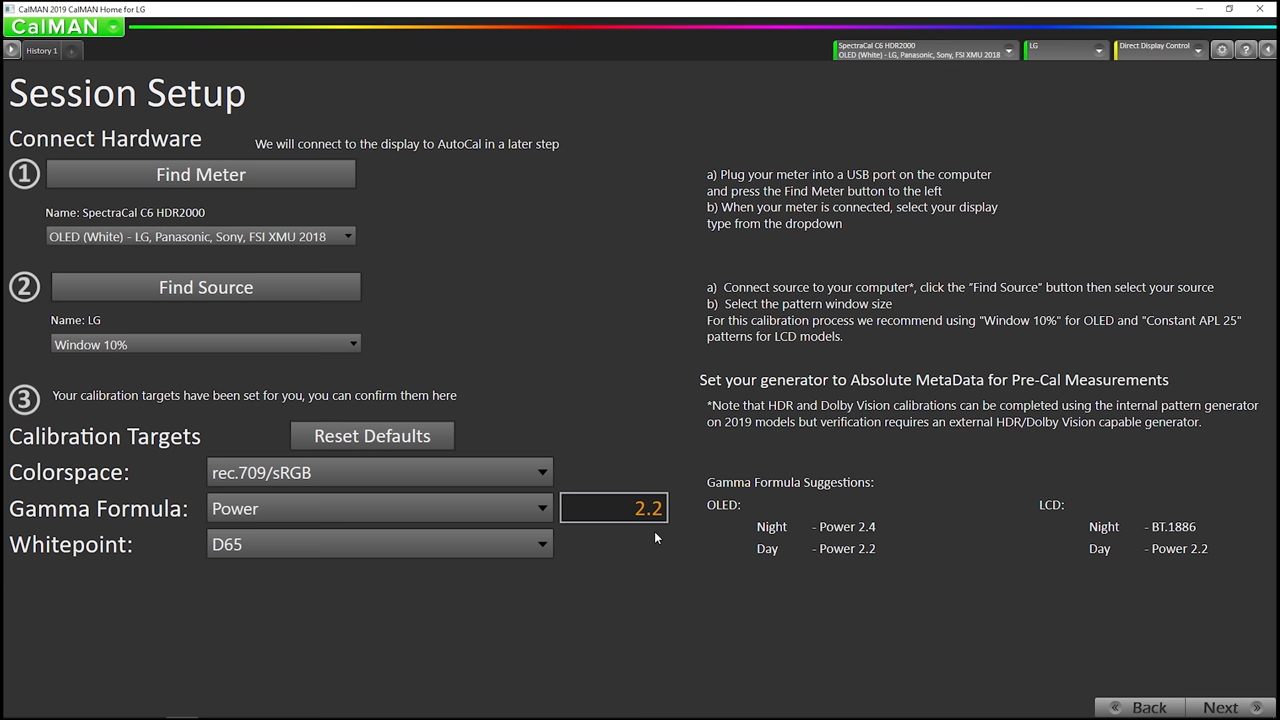 CalMAN 2019 CalMAN Home for LG
CalMAN
History 1
SpectraCal C6 HDR2000
OLED (White) - LG, Panasonic, Sony, FSI XMU 2018
LG
Direct Display Control
?
Session Setup
Connect Hardware
We will connect to the display to AutoCal in a later step
1
Find Meter
a) Plug your meter into a USB port on the computer
and press the Find Meter button to the left
b) When your meter is connected, select your display
type from the dropdown
Name: SpectraCal C6 HDR2000
OLED (White) - LG, Panasonic, Sony, FSI XMU 2018
2
Find Source
a) Connect source to your computer*, click the "Find Source" button then select your source
b) Select the pattern window size
For this calibration process we recommend using "Window 10%" for OLED and "Constant APL 25"
patterns for LCD models.
Name: LG
Window 10%
3
Your calibration targets have been set for you, you can confirm them here
Set your generator to Absolute MetaData for Pre-Cal Measurements
*Note that HDR and Dolby Vision calibrations can be completed using the internal pattern generator
on 2019 models but verification requires an external HDR/Dolby Vision capable generator.
Calibration Targets
Reset Defaults
Colorspace:
rec.709/sRGB
Gamma Formula:
Power
2.2
Whitepoint:
D65
Gamma Formula Suggestions:
OLED:
Night - Power 2.4
Day - Power 2.2
LCD:
Night - BT.1886
Day - Power 2.2
« Back
Next »